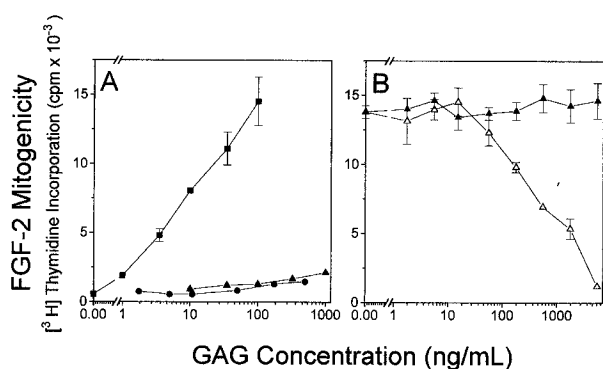 FGF-2 Mitogenicity
[³ H] Thymidine Incorporation (cpm x 10⁻³)
A
15
10
5
0
0.00 1 10 100 1000
B
15
10
5
0
0.00 1 10 100 1000
GAG Concentration (ng/mL)